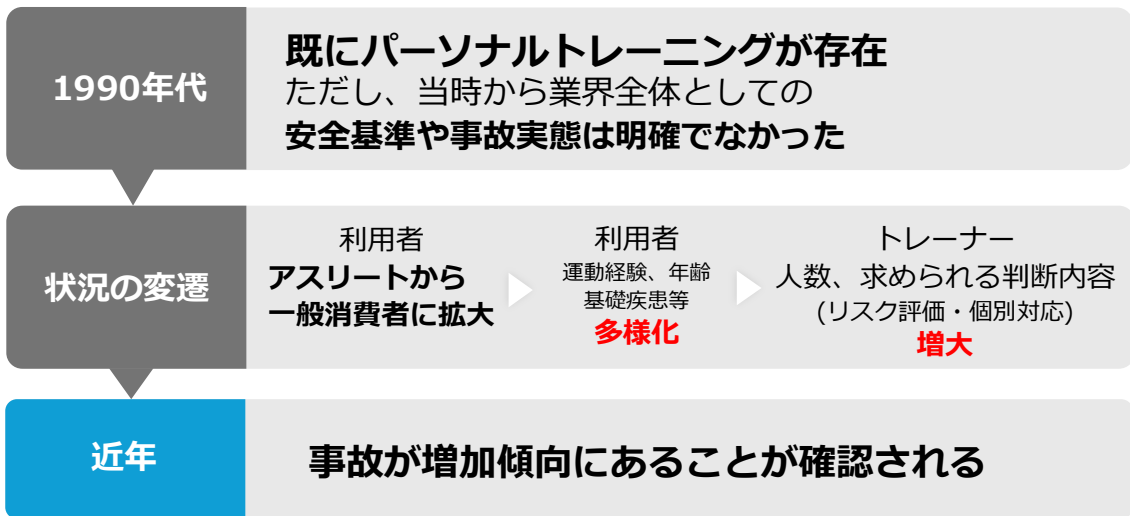 1990年代
既にパーソナルトレーニングが存在
ただし、当時から業界全体としての
安全基準や事故実態は明確でなかった
状況の変遷
利用者
アスリートから
一般消費者に拡大
利用者
運動経験、年齢
基礎疾患等
多様化
トレーナー
人数、求められる判断内容
(リスク評価・個別対応)
増大
近年
事故が増加傾向にあることが確認される